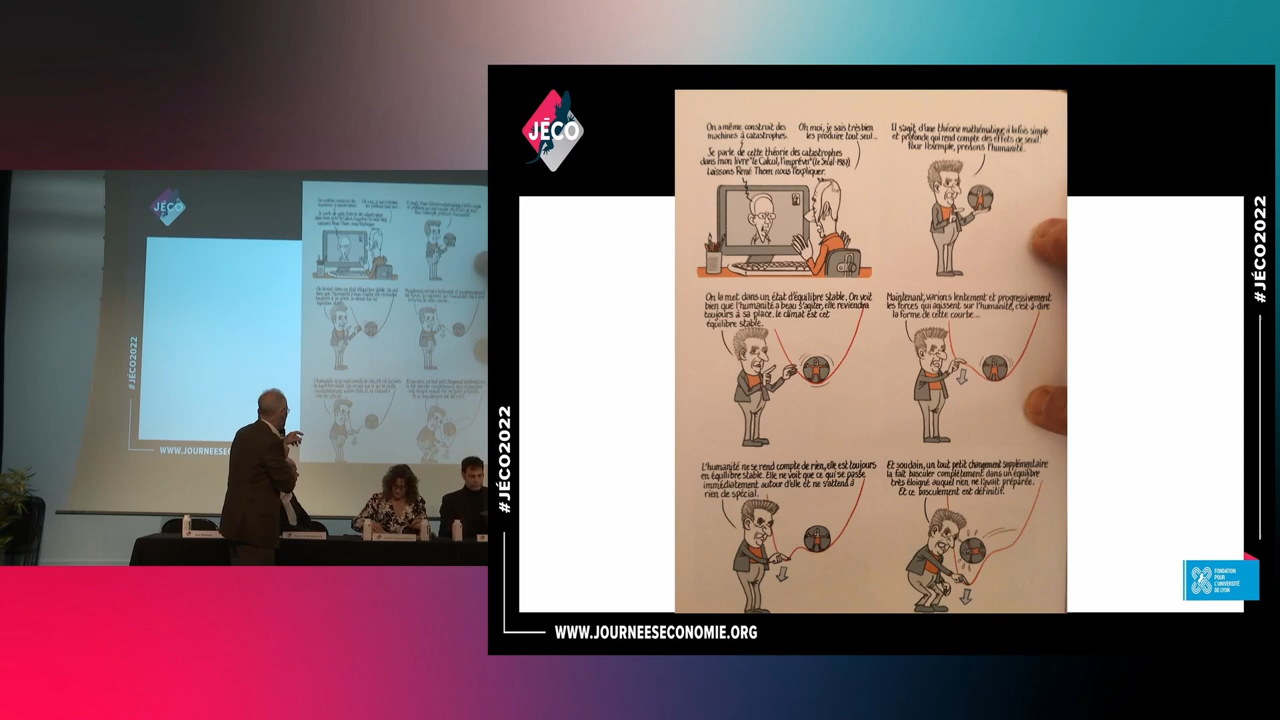 JÉCO
On a même construit des
machines à catastrophes.
Oh moi, je sais très bien
les produire tout seul...
Je parle de cette théorie des catastrophes
dans mon livre "le Calcul, l'imprévu" (le Seuil-1984)
Laissons René Thom nous l'expliquer.
Il s'agit d'une théorie mathématique à la fois simple
et profonde qui rend compte des effets de seuil.
Pour l'exemple, prenons l'humanité.
On la met dans un état d'équilibre stable. On voit
bien que l'humanité a beau s'agiter, elle reviendra
toujours à sa place. le climat est cet
équilibre stable.
Maintenant, varions lentement et progressivement
les forces qui agissent sur l'humanité, c'est-à-dire
la forme de cette courbe...
L'humanité ne se rend compte de rien, elle est toujours
en équilibre stable. Elle ne voit que ce qui se passe
immédiatement autour d'elle et ne s'attend à
rien de spécial.
Et soudain, un tout petit changement supplémentaire
la fait basculer complètement dans un équilibre
très éloigné auquel rien ne l'avait préparée.
Et ce basculement est définitif.
#JÉCO2022
#JÉCO2022
FONDATION
POUR
L'UNIVERSITÉ
DE LYON
WWW.JOURNEESECONOMIE.ORG
JÉCO
#JÉCO2022
WWW.JOURNEESEC